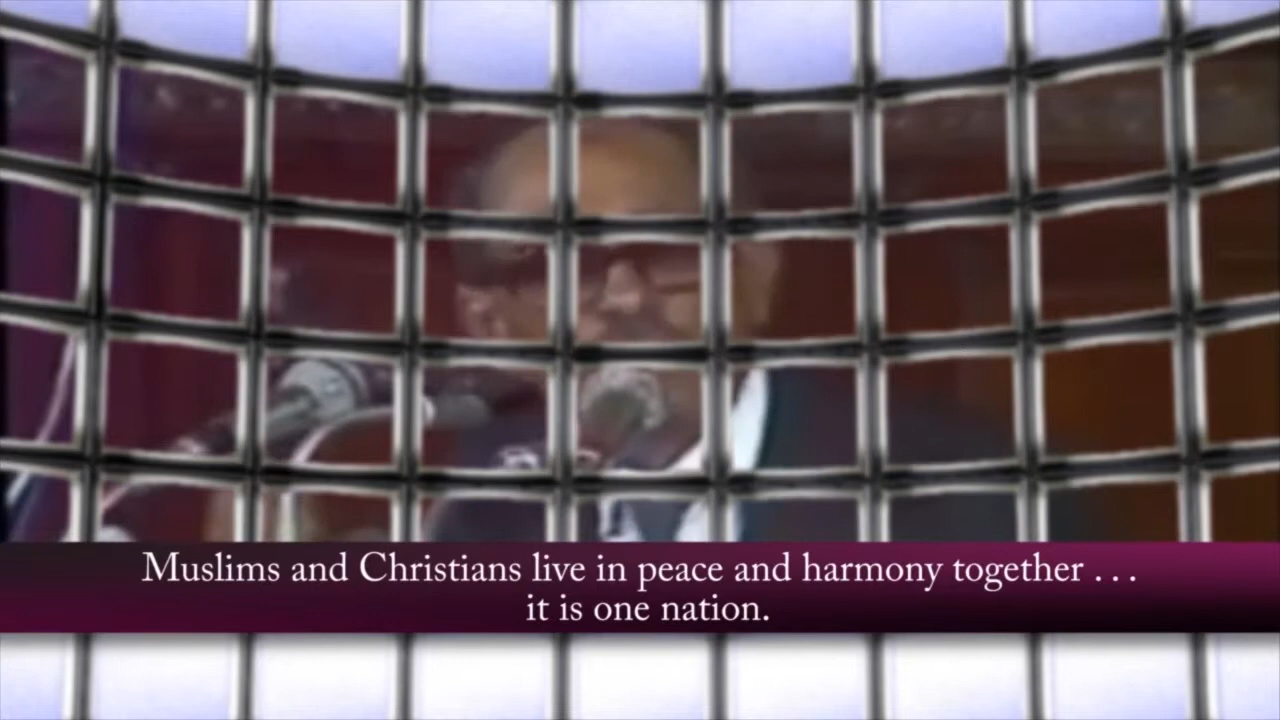 Muslims and Christians live in peace and harmony together . . .
it is one nation.